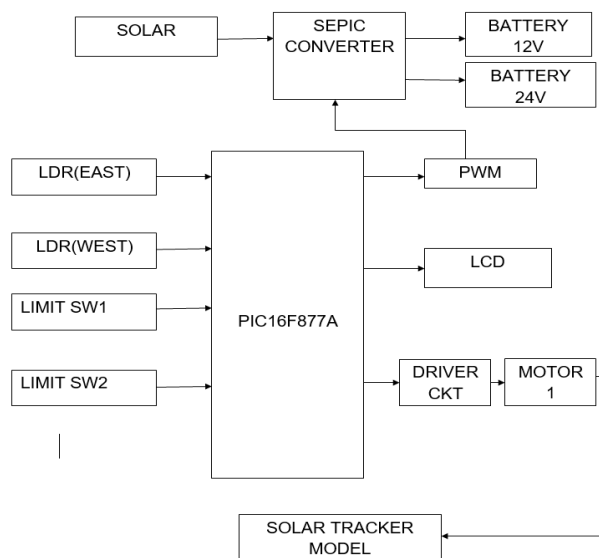 SOLAR
SEPIC
CONVERTER
BATTERY
12V
BATTERY
24V
LDR(EAST)
PWM
LDR(WEST)
LCD
LIMIT SW1
PIC16F877A
LIMIT SW2
DRIVER
CKT
MOTOR
1
SOLAR TRACKER
MODEL